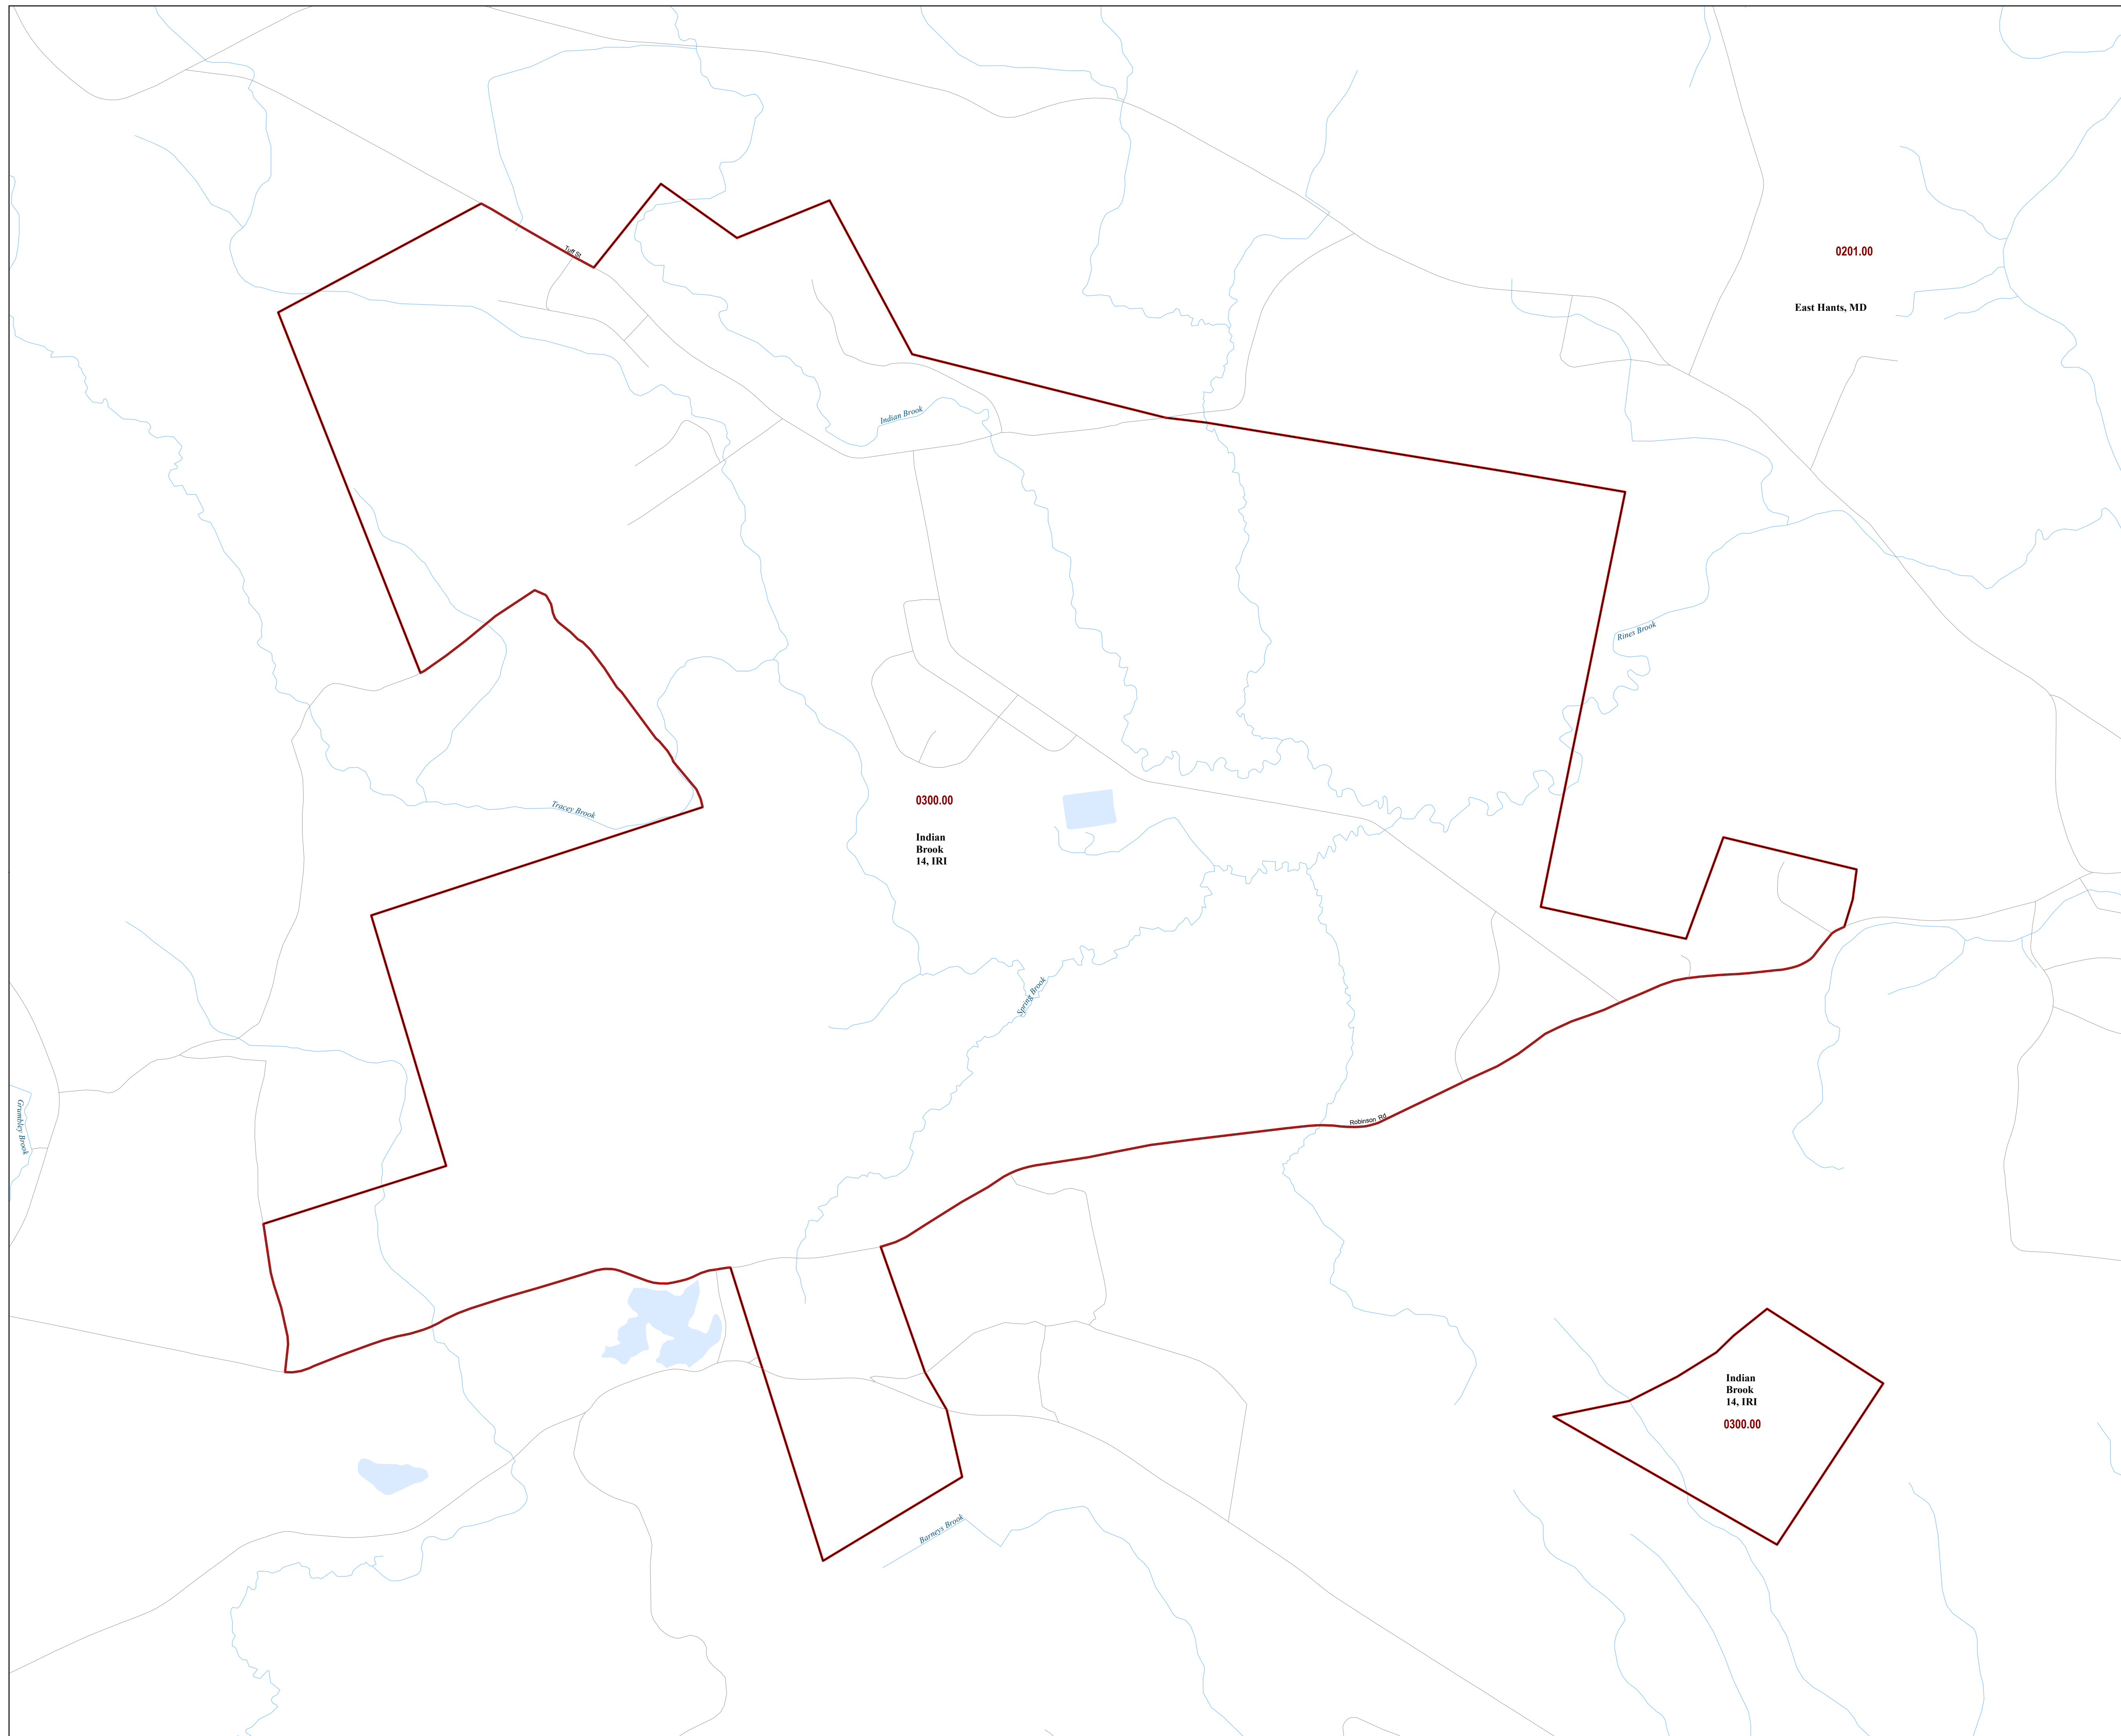 Tuff St
0201.00
East Hants, MD
Indian Brook
Rines Brook
0300.00
Indian
Brook
14, IRI
Tracey Brook
Spring Brook
Grumbley Brook
Robinson Rd
Indian
Brook
14, IRI
0300.00
Barneys Brook